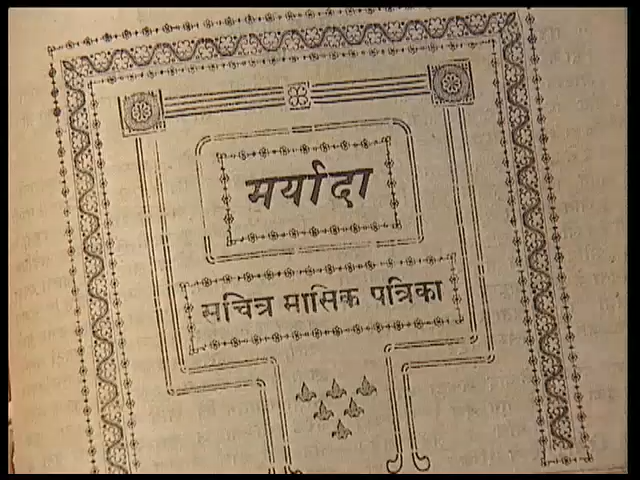 मर्यादा
सचित्र मासिक पत्रिका